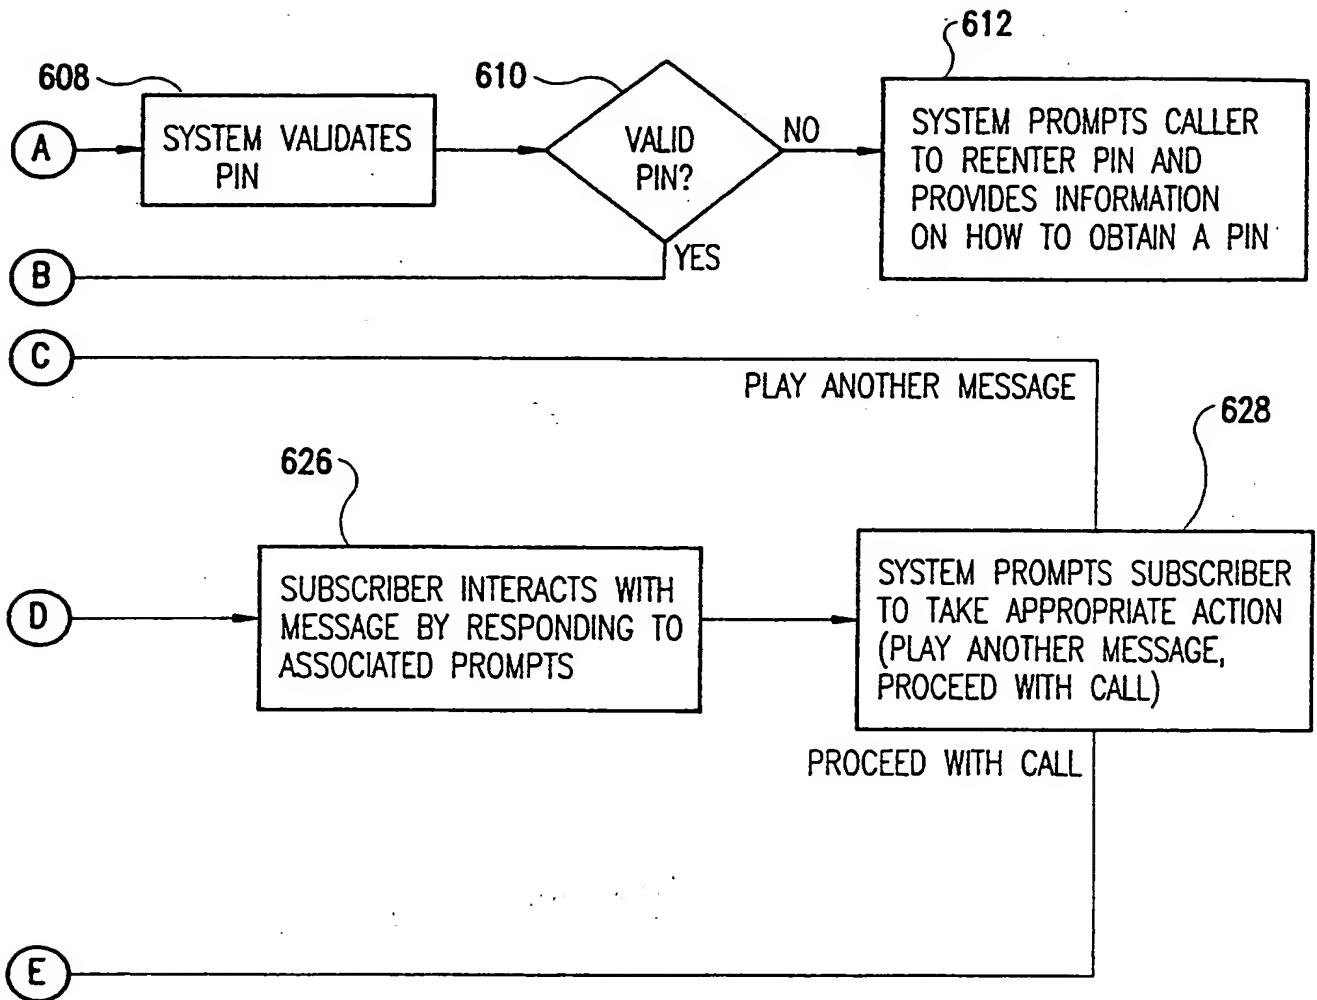 612
608
610
A
SYSTEM VALIDATES
PIN
VALID
PIN?
NO
SYSTEM PROMPTS CALLER
TO REENTER PIN AND
PROVIDES INFORMATION
ON HOW TO OBTAIN A PIN
YES
B
C
PLAY ANOTHER MESSAGE
628
626
D
SUBSCRIBER INTERACTS WITH
MESSAGE BY RESPONDING TO
ASSOCIATED PROMPTS
SYSTEM PROMPTS SUBSCRIBER
TO TAKE APPROPRIATE ACTION
(PLAY ANOTHER MESSAGE,
PROCEED WITH CALL)
PROCEED WITH CALL
E